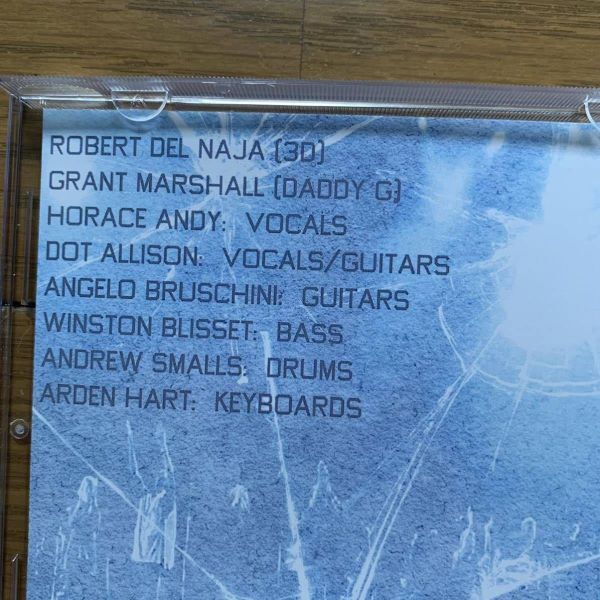 ROBERT DEL NAJA (3D)
GRANT MARSHALL (DADDY G)
HORACE ANDY: VOCALS
DOT ALLISON: VOCALS/GUITARS
ANGELO BRUSCHINI: GUITARS
WINSTON BLISSET: BASS
ANDREW SMALLS: DRUMS
ARDEN HART: KEYBOARDS